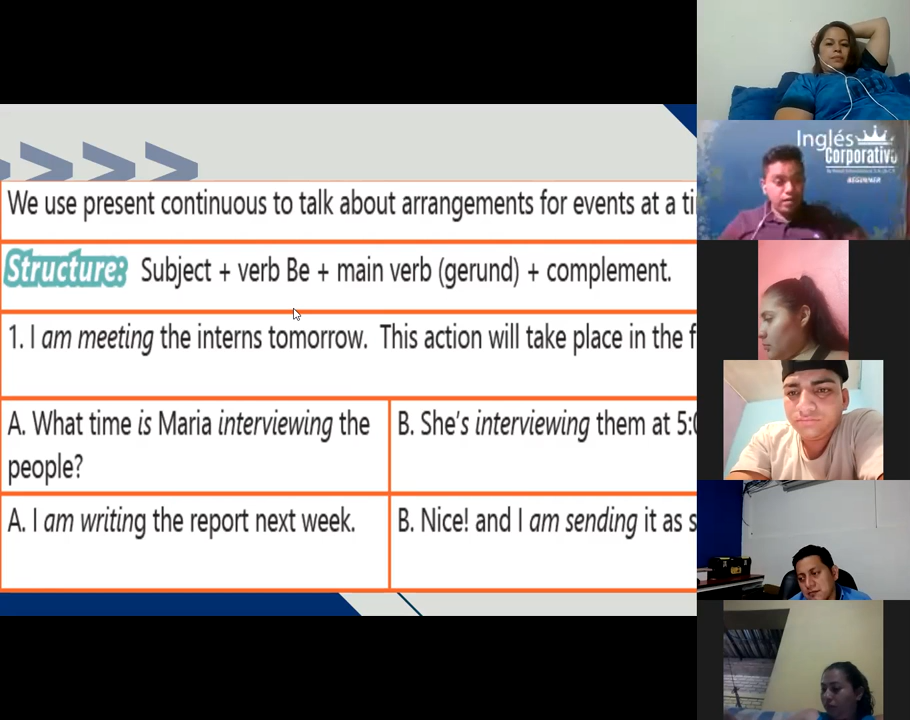 We use present continuous to talk about arrangements for events at a
Structure: Subject + verb Be + main verb (gerund) + complement.
1. I am meeting the interns tomorrow. This action will take place in the
A. What time is Maria interviewing the
people?
B. She's interviewing them at
A. I am writing the report next week.
B. Nice! and I am sending it as
Inglés
Corporativo
BEGINNER